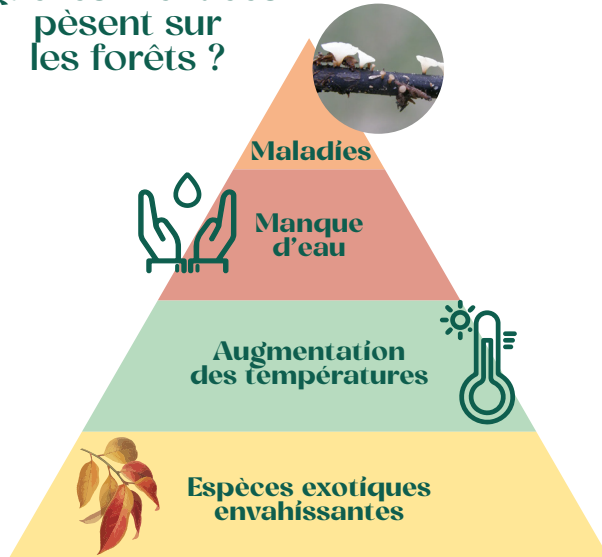 pèsent sur
les forêts ?
Maladies
Manque
d'eau
Augmentation
des températures
Espèces exotiques
envahissantes